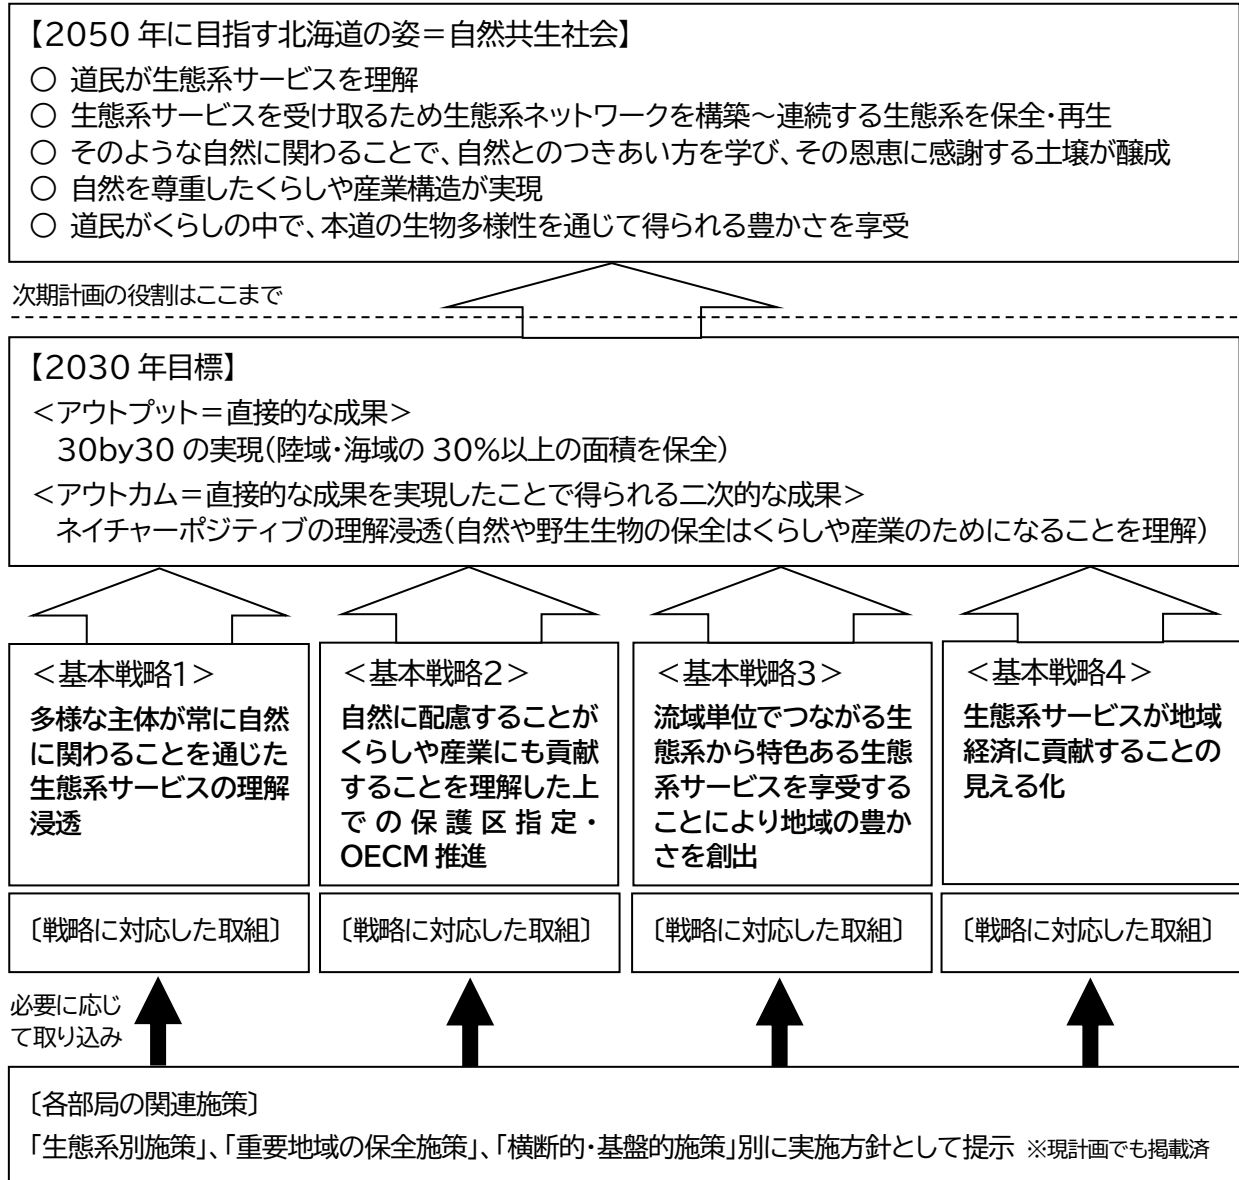 【2050年に目指す北海道の姿＝自然共生社会】
○ 道民が生態系サービスを理解
○ 生態系サービスを受け取るため生態系ネットワークを構築～連続する生態系を保全・再生
○ そのような自然に関わることで、自然とのつきあい方を学び、その恩恵に感謝する土壌が醸成
○ 自然を尊重したくらしや産業構造が実現
○ 道民がくらしの中で、本道の生物多様性を通じて得られる豊かさを享受
次期計画の役割はここまで
【2030年目標】
＜アウトプット＝直接的な成果＞
30by30の実現（陸域・海域の30％以上の面積を保全）
＜アウトカム＝直接的な成果を実現したことで得られる二次的な成果＞
ネイチャーポジティブの理解浸透（自然や野生生物の保全はくらしや産業のためになることを理解）
＜基本戦略1＞
多様な主体が常に自然
に関わることを通じた
生態系サービスの理解
浸透
＜基本戦略2＞
自然に配慮することが
くらしや産業にも貢献
することを理解した上
での保護区指定・
OECM推進
＜基本戦略3＞
流域単位でつながる生
態系から特色ある生態
系サービスを享受する
ことにより地域の豊か
さを創出
＜基本戦略4＞
生態系サービスが地域
経済に貢献することの
見える化
〔戦略に対応した取組〕
〔戦略に対応した取組〕
〔戦略に対応した取組〕
〔戦略に対応した取組〕
必要に応じ
て取り込み
〔各部局の関連施策〕
「生態系別施策」、「重要地域の保全施策」、「横断的・基盤的施策」別に実施方針として提示 ※現計画でも掲載済